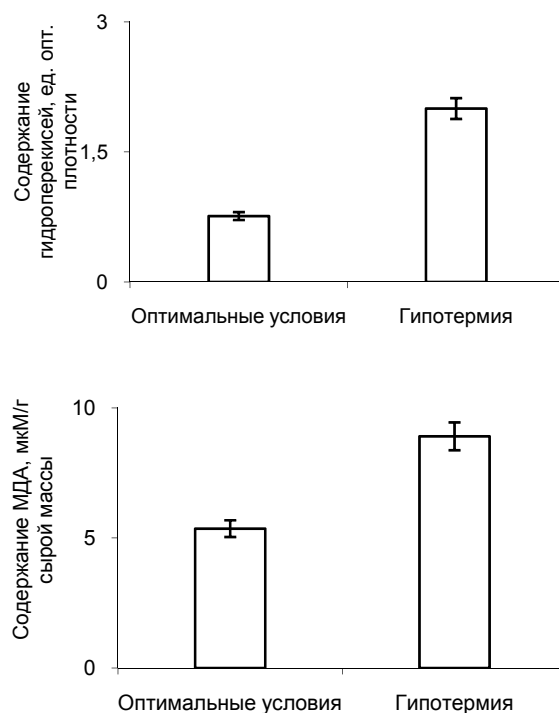 Содержание
гидроперекисей, ед. опт.
плотности
3
1,5
0
Оптимальные условия
Гипотермия
Содержание МДА, мкМ/г
сырой массы
10
5
0
Оптимальные условия
Гипотермия